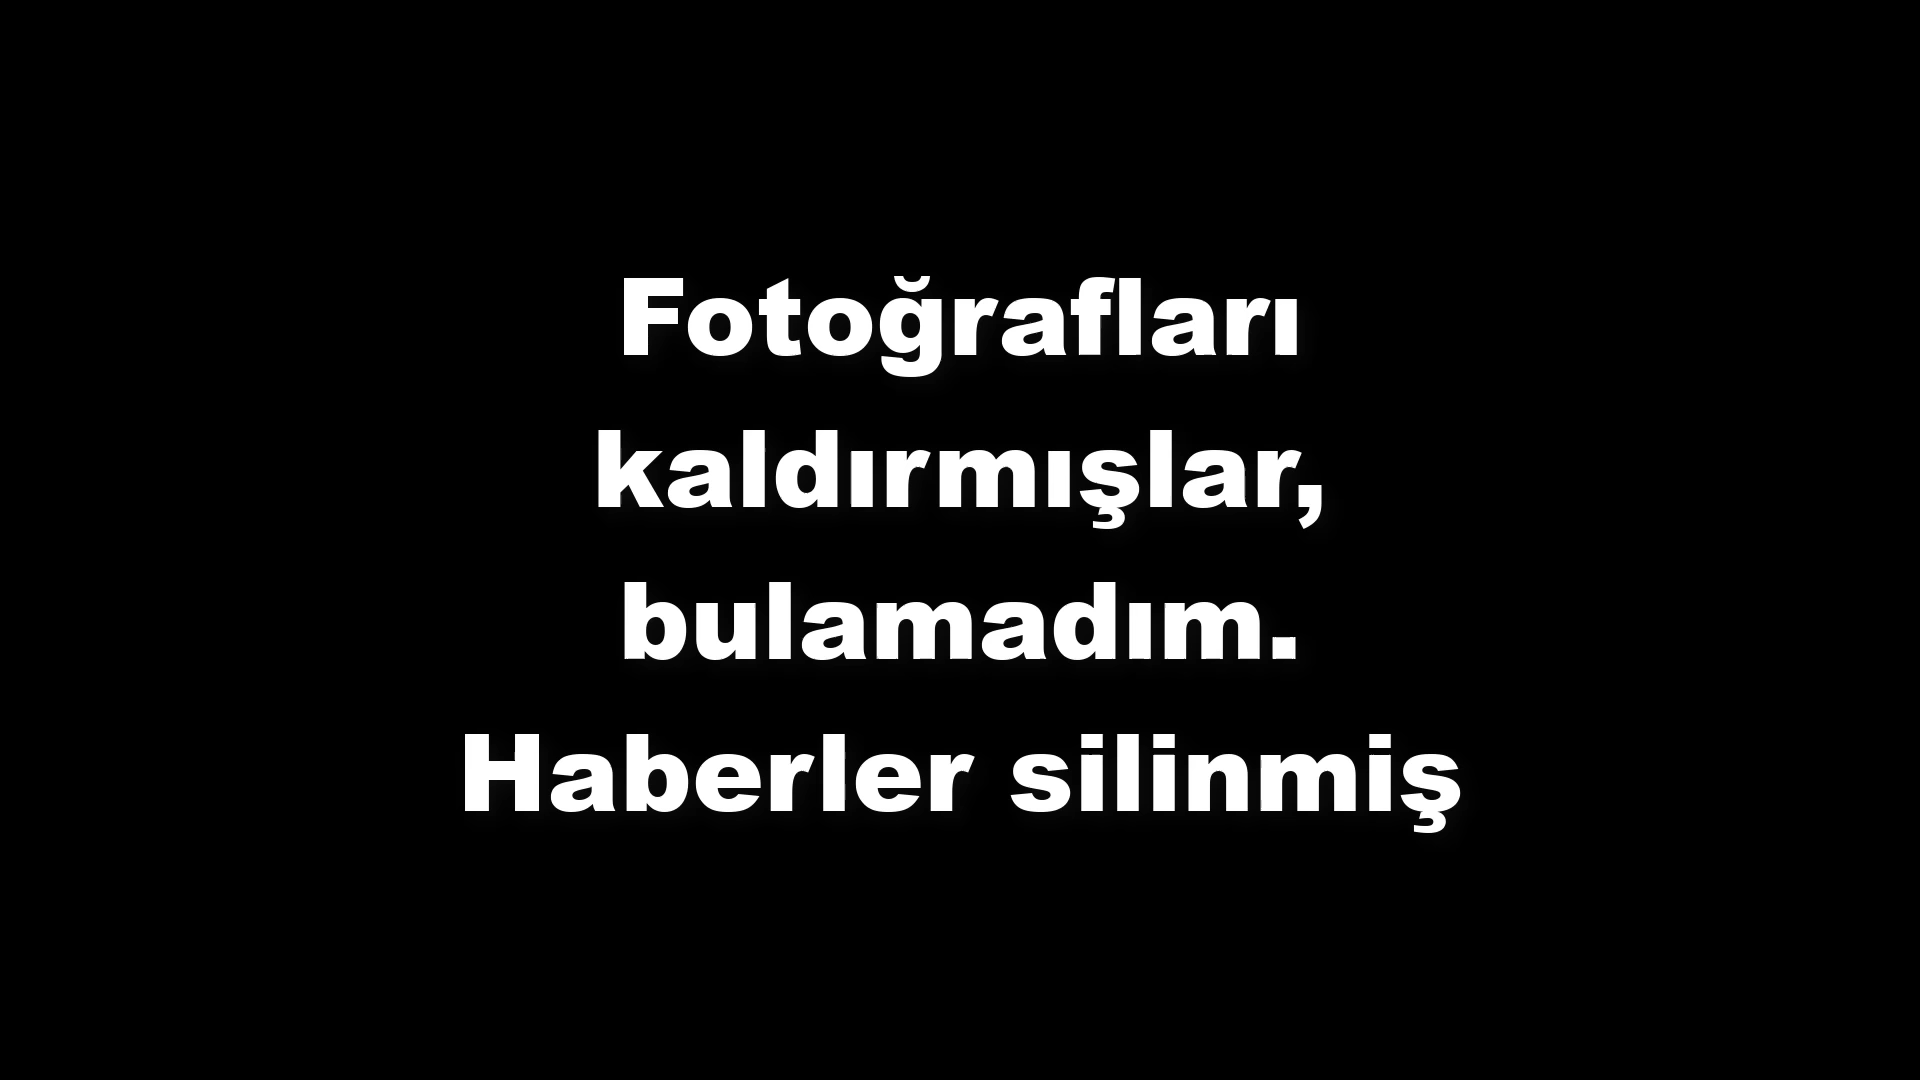 Fotoğrafları
kaldırmışlar,
bulamadım.
Haberler silinmiş